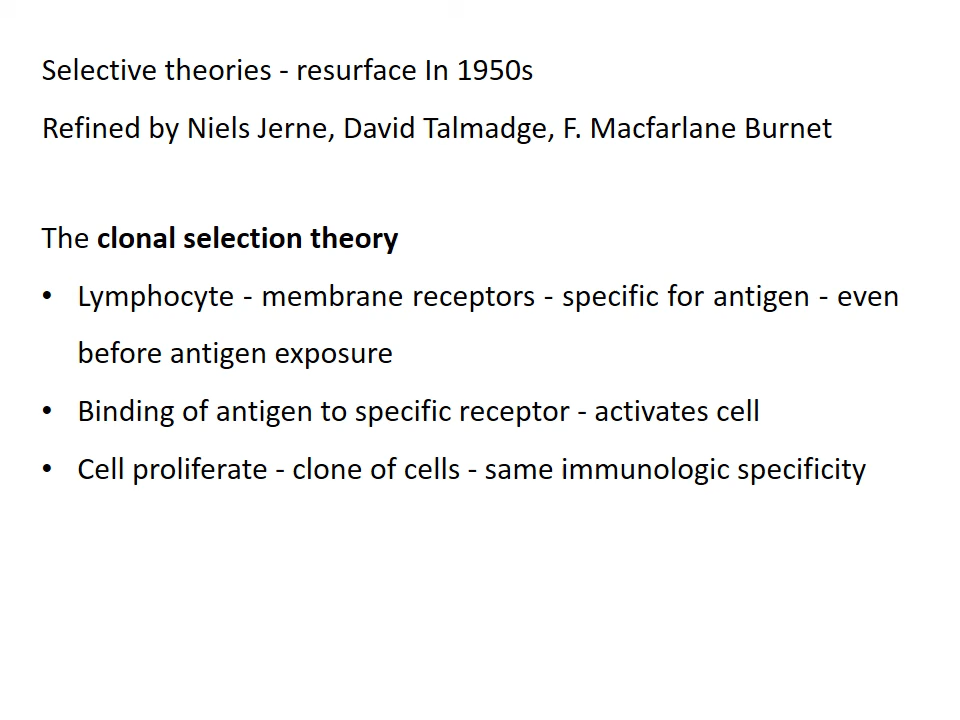 Selective theories - resurface In 1950s
Refined by Niels Jerne, David Talmadge, F. Macfarlane Burnet
The clonal selection theory
• Lymphocyte - membrane receptors - specific for antigen - even
before antigen exposure
• Binding of antigen to specific receptor - activates cell
• Cell proliferate - clone of cells - same immunologic specificity